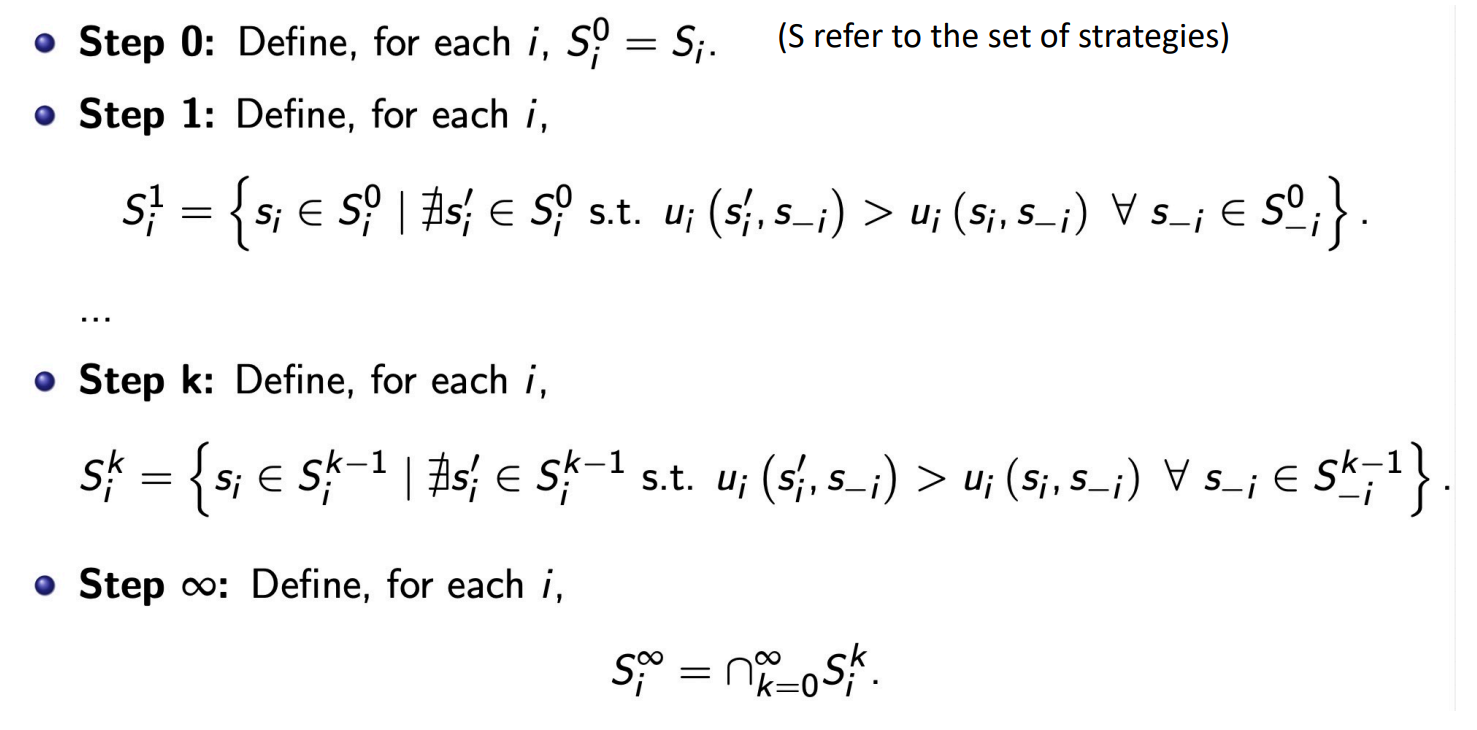 • Step 0: Define, for each i, S_i^0 = S_i. (S refer to the set of strategies)
• Step 1: Define, for each i,
S_i^1 = {s_i ∈ S_i^0 | ∄s_i′ ∈ S_i^0 s.t. u_i (s_i′, s_{−i}) > u_i (s_i, s_{−i}) ∀ s_{−i} ∈ S_{−i}^0}.
...
• Step k: Define, for each i,
S_i^k = {s_i ∈ S_i^{k−1} | ∄s_i′ ∈ S_i^{k−1} s.t. u_i (s_i′, s_{−i}) > u_i (s_i, s_{−i}) ∀ s_{−i} ∈ S_{−i}^{k−1}}.
• Step ∞: Define, for each i,
S_i^∞ = ∩_{k=0}^∞ S_i^k.